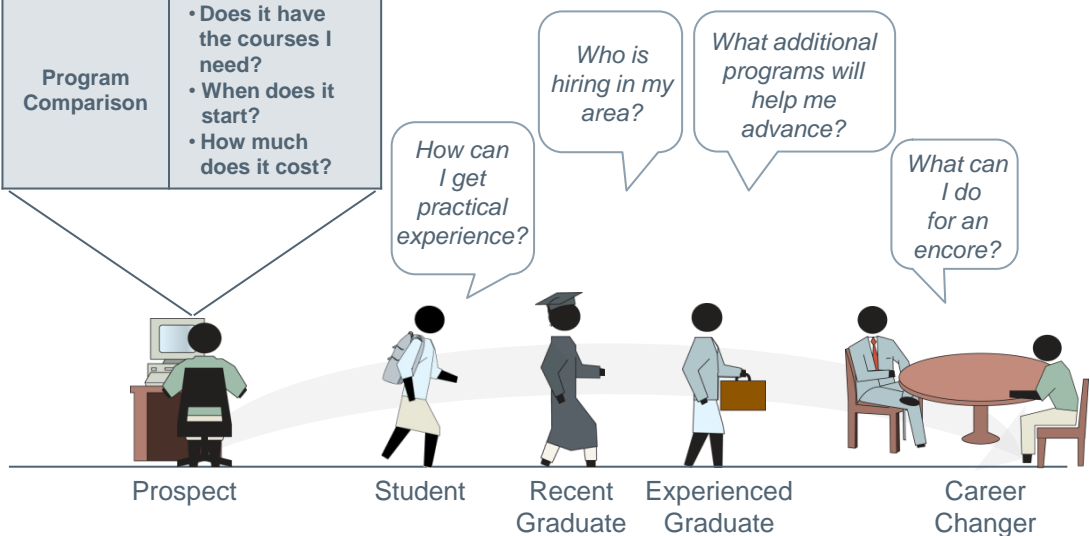 Program
Comparison
• Does it have
the courses I
need?
• When does it
start?
• How much
does it cost?
How can
I get
practical
experience?
Who is
hiring in my
area?
What additional
programs will
help me
advance?
What can
I do
for an
encore?
Prospect
Student
Recent
Graduate
Experienced
Graduate
Career
Changer